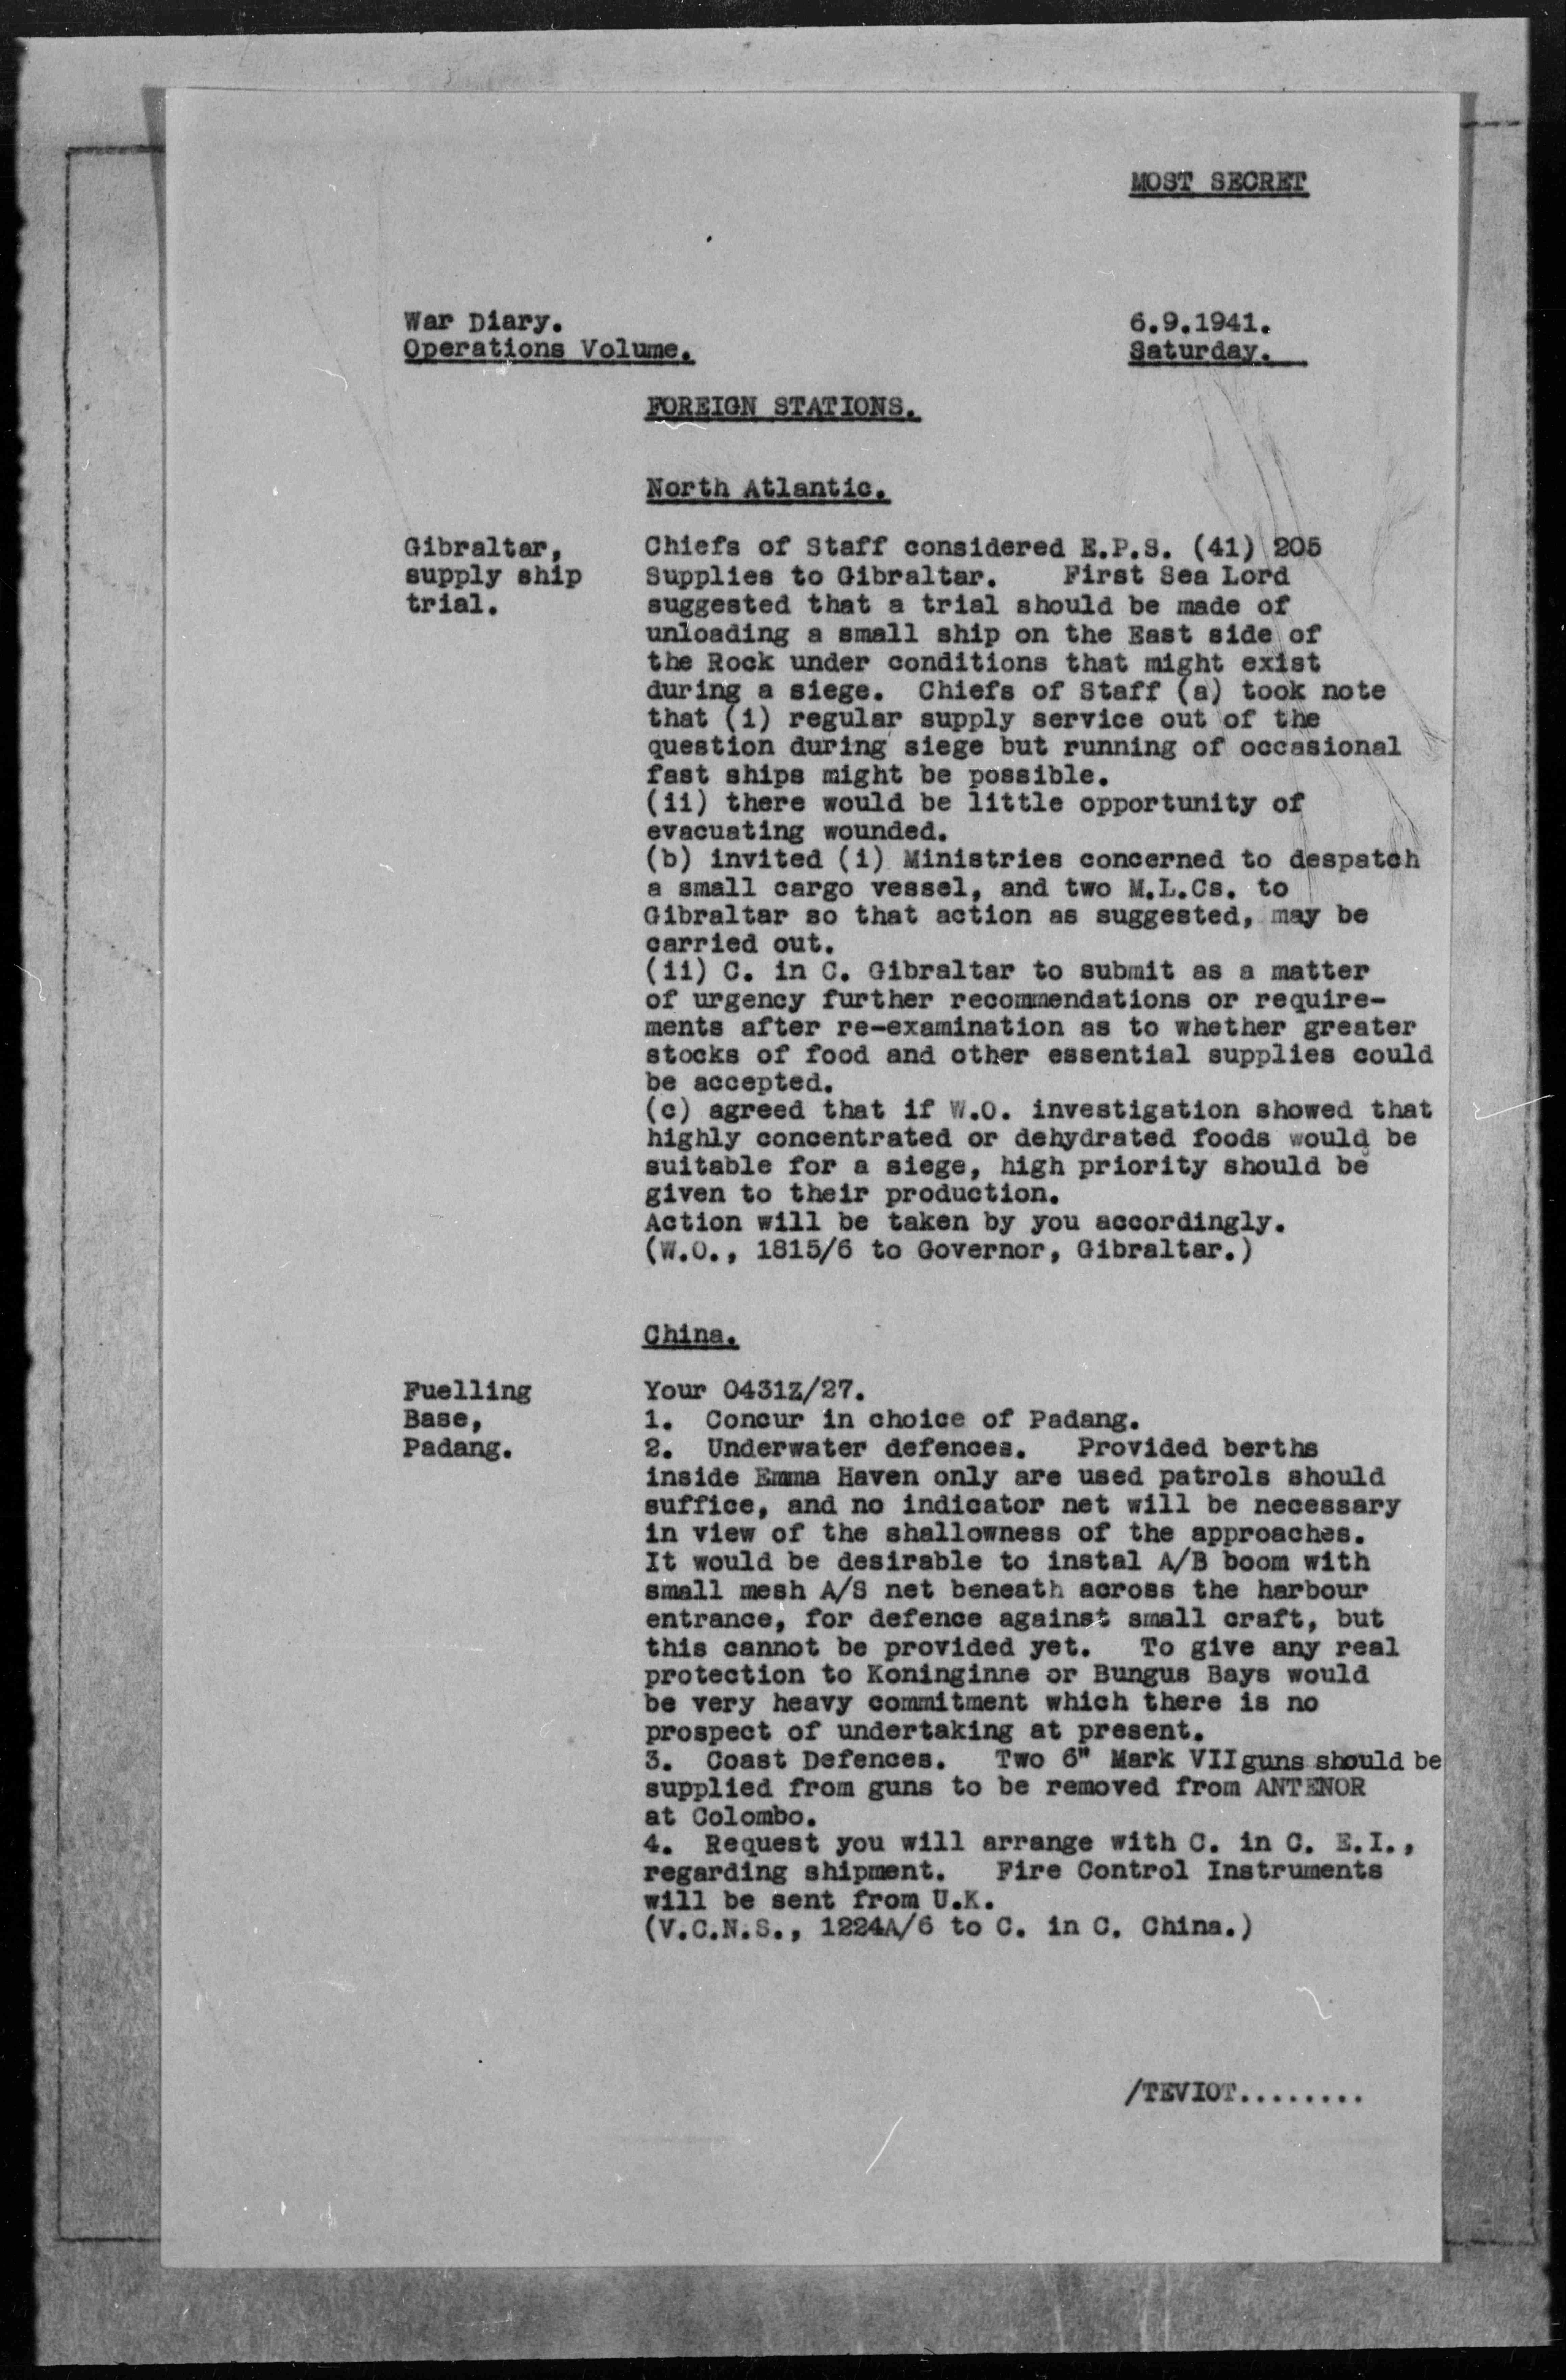 MOST SECRET
War Diary.
Operations Volume.
6.9.1941.
Saturday.
FOREIGN STATIONS.
North Atlantic.
Gibraltar,
supply ship
trial.
Chiefs of Staff considered E.P.S. (41) 205
Supplies to Gibraltar. First Sea Lord
suggested that a trial should be made of
unloading a small ship on the East side of
the Rock under conditions that might exist
during a siege. Chiefs of Staff (a) took note
that (i) regular supply service out of the
question during siege but running of occasional
fast ships might be possible.
(ii) there would be little opportunity of
evacuating wounded.
(b) invited (i) Ministries concerned to despatch
a small cargo vessel, and two M.L.Cs. to
Gibraltar so that action as suggested, may be
carried out.
(ii) C. in C. Gibraltar to submit as a matter
of urgency further recommendations or require-
ments after re-examination as to whether greater
stocks of food and other essential supplies could
be accepted.
(c) agreed that if W.O. investigation showed that
highly concentrated or dehydrated foods would be
suitable for a siege, high priority should be
given to their production.
Action will be taken by you accordingly.
(W.O., 1815/6 to Governor, Gibraltar.)
China.
Fuelling
Base,
Padang.
Your 0431Z/27.
1. Concur in choice of Padang.
2. Underwater defences. Provided berths
inside Emma Haven only are used patrols should
suffice, and no indicator net will be necessary
in view of the shallowness of the approaches.
It would be desirable to instal A/B boom with
small mesh A/S net beneath across the harbour
entrance, for defence against small craft, but
this cannot be provided yet. To give any real
protection to Koninginne or Bungus Bays would
be very heavy commitment which there is no
prospect of undertaking at present.
3. Coast Defences. Two 6" Mark VII guns should be
supplied from guns to be removed from ANTENOR
at Colombo.
4. Request you will arrange with C. in C. E.I.,
regarding shipment. Fire Control Instruments
will be sent from U.K.
(V.C.N.S., 1224A/6 to C. in C. China.)
/TEVIOT........